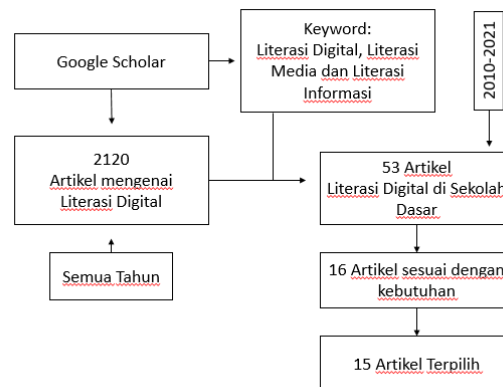 Google Scholar
Keyword:
Literasi Digital, Literasi
Media dan Literasi
Informasi
2010-2021
2120
Artikel mengenai
Literasi Digital
53 Artikel
Literasi Digital di Sekolah
Dasar
Semua Tahun
16 Artikel sesuai dengan
kebutuhan
15 Artikel Terpilih